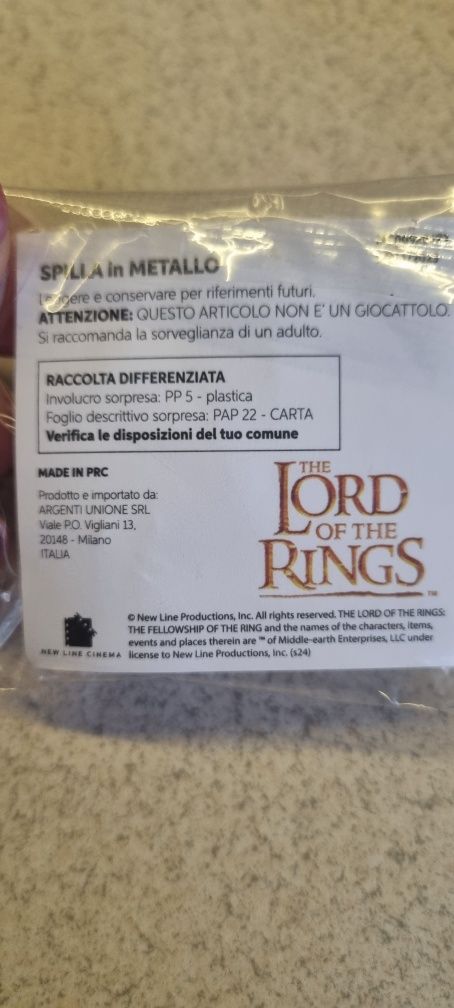 SPILLA in METALLO
Leggere e conservare per riferimenti futuri.
ATTENZIONE: QUESTO ARTICOLO NON E' UN GIOCATTOLO.
Si raccomanda la sorveglianza di un adulto.
RACCOLTA DIFFERENZIATA
Involucro sorpresa: PP 5 - plastica
Foglio descrittivo sorpresa: PAP 22 - CARTA
Verifica le disposizioni del tuo comune
MADE IN PRC
Prodotto e importato da:
ARGENTI UNIONE SRL
Viale P.O. Vigliani 13,
20148 - Milano
ITALIA
THE
LORD
OF THE
RINGS™
NEW LINE CINEMA
© New Line Productions, Inc. All rights reserved. THE LORD OF THE RINGS:
THE FELLOWSHIP OF THE RING and the names of the characters, items,
events and places therein are ™ of Middle-earth Enterprises, LLC under
license to New Line Productions, Inc. (s24)